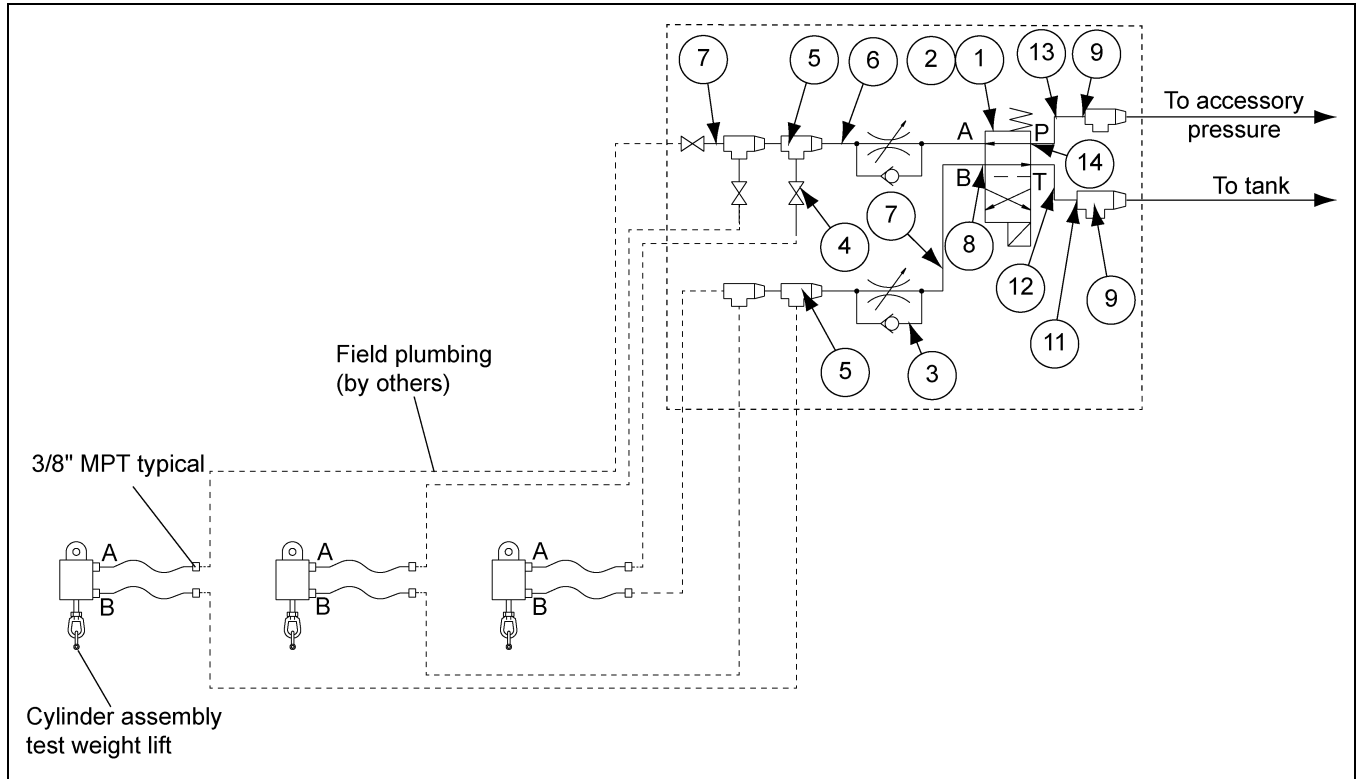 7
5
6
2
1
13
9
To accessory
pressure
A
P
14
B
T
To tank
7
4
8
12
9
11
5
3
Field plumbing
(by others)
3/8" MPT typical
A
A
A
B
B
B
Cylinder assembly
test weight lift